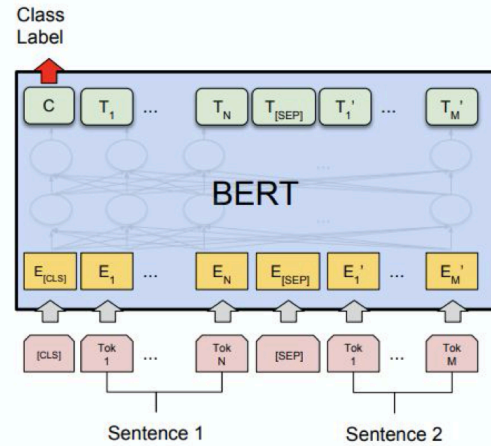 Class
Label
C T1 ... TN T[SEP] T1' ... TM'
...
BERT
...
E[CLS] E1 ... EN E[SEP] E1' ... EM'
[CLS] Tok 1 ... Tok N [SEP] Tok 1 ... Tok M
Sentence 1 Sentence 2